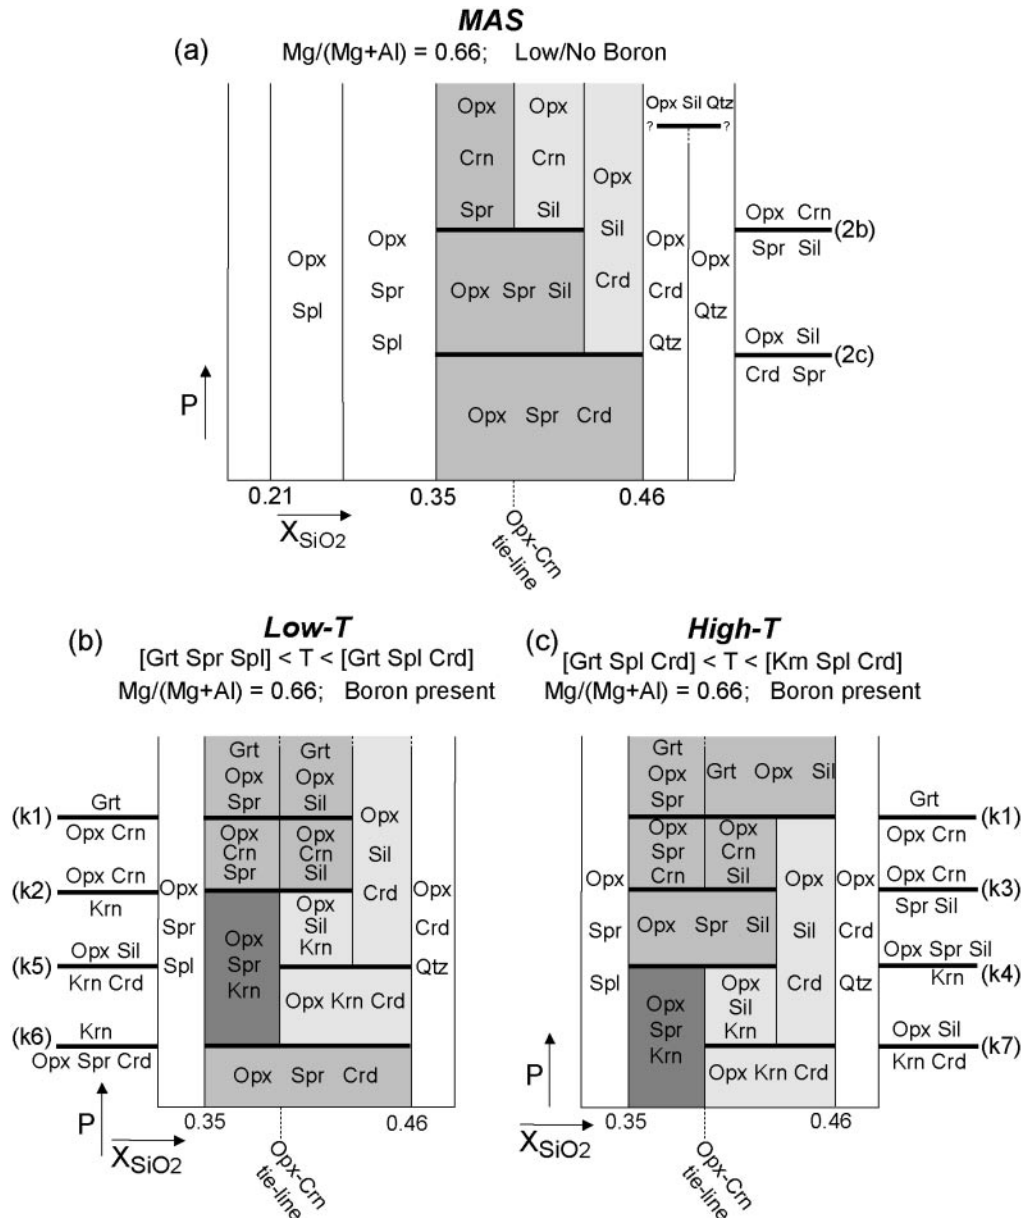 MAS
(a)
Mg/(Mg+Al) = 0.66; Low/No Boron
Opx Crn Spr
Opx Crn Sil
Opx Sil Crd
Opx Sil Qtz
? ?
Opx Spl
Opx Spr Spl
Opx Spr Sil
Opx Crd Qtz
Opx Qtz
Opx Crn
(2b)
Spr Sil
Opx Sil
(2c)
Crd Spr
Opx Spr Crd
P
0.21 0.35 0.46
XSiO2
Opx-Crn
tie-line
(b)
Low-T
[Grt Spr Spl] < T < [Grt Spl Crd]
Mg/(Mg+Al) = 0.66; Boron present
Grt
(k1)
Opx Crn
Opx Crn
(k2)
Krn
Opx Sil
(k5)
Krn Crd
Krn
(k6)
Opx Spr Crd
Opx Spr Spl
Grt Opx Spr
Grt Opx Sil
Opx Crn Spr
Opx Crn Sil
Opx Sil Crd
Opx Spr Krn
Opx Sil Krn
Opx Krn Crd
Opx Spr Crd
Opx Crd Qtz
P
0.35 0.46
XSiO2
Opx-Crn
tie-line
(c)
High-T
[Grt Spl Crd] < T < [Krn Spl Crd]
Mg/(Mg+Al) = 0.66; Boron present
Opx Spr Spl
Grt Opx Spr
Grt Opx Sil
Opx Spr Crn
Opx Crn Sil
Opx Spr Sil
Opx Sil Crd
Opx Spr Krn
Opx Sil Krn
Opx Krn Crd
Opx Crd Qtz
Grt
(k1)
Opx Crn
Opx Crn
(k3)
Spr Sil
Opx Spr Sil
(k4)
Krn
Opx Sil
(k7)
Krn Crd
P
0.35 0.46
XSiO2
Opx-Crn
tie-line